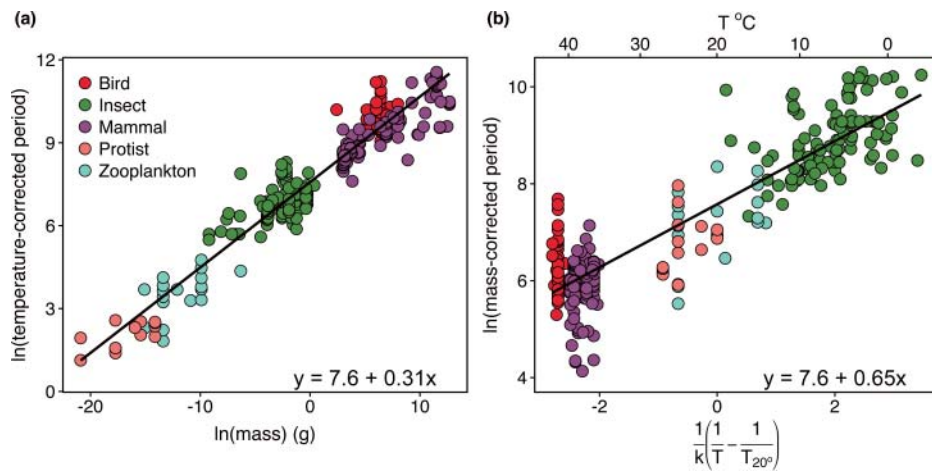 (a)
ln(temperature-corrected period)
12
9
6
3
0
Bird
Insect
Mammal
Protist
Zooplankton
y = 7.6 + 0.31x
-20
-10
0
10
ln(mass) (g)
(b)
T °C
40
30
20
10
0
ln(mass-corrected period)
10
8
6
4
y = 7.6 + 0.65x
-2
0
2
1/k(1/T − 1/T20°)